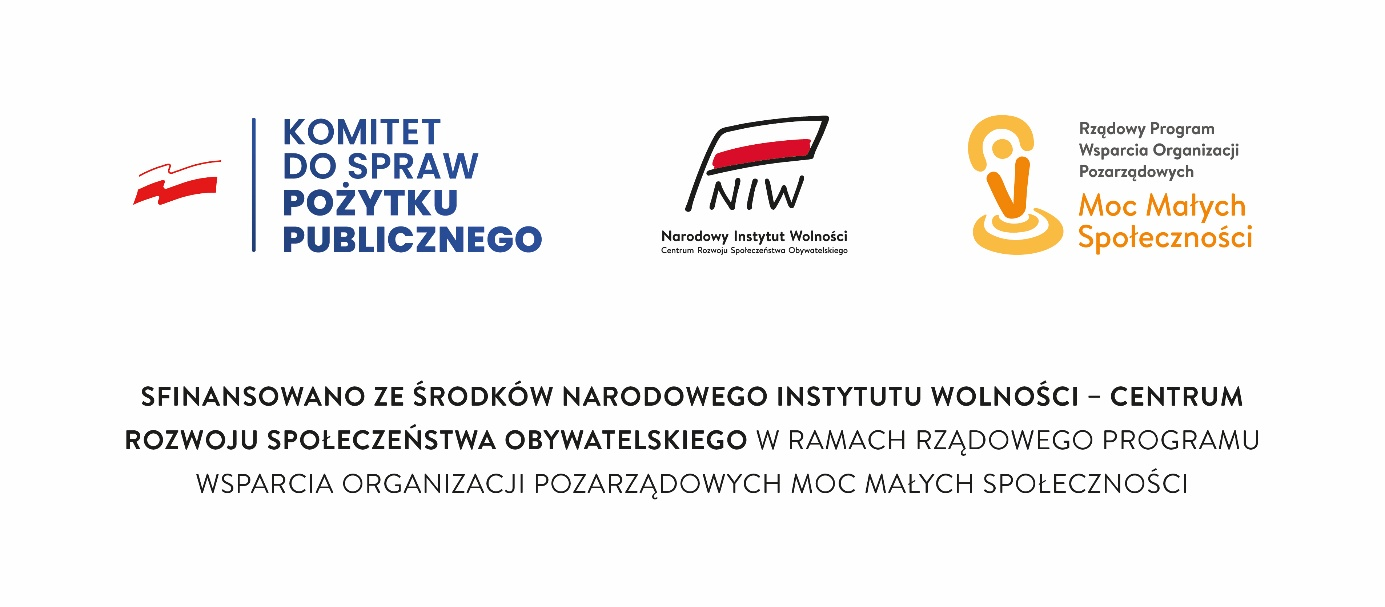 KOMITET
DO SPRAW
POŻYTKU
PUBLICZNEGO
NIW
Narodowy Instytut Wolności
Centrum Rozwoju Społeczeństwa Obywatelskiego
Rządowy Program
Wsparcia Organizacji
Pozarządowych
Moc Małych
Społeczności
SFINANSOWANO ZE ŚRODKÓW NARODOWEGO INSTYTUTU WOLNOŚCI – CENTRUM
ROZWOJU SPOŁECZEŃSTWA OBYWATELSKIEGO W RAMACH RZĄDOWEGO PROGRAMU
WSPARCIA ORGANIZACJI POZARZĄDOWYCH MOC MAŁYCH SPOŁECZNOŚCI